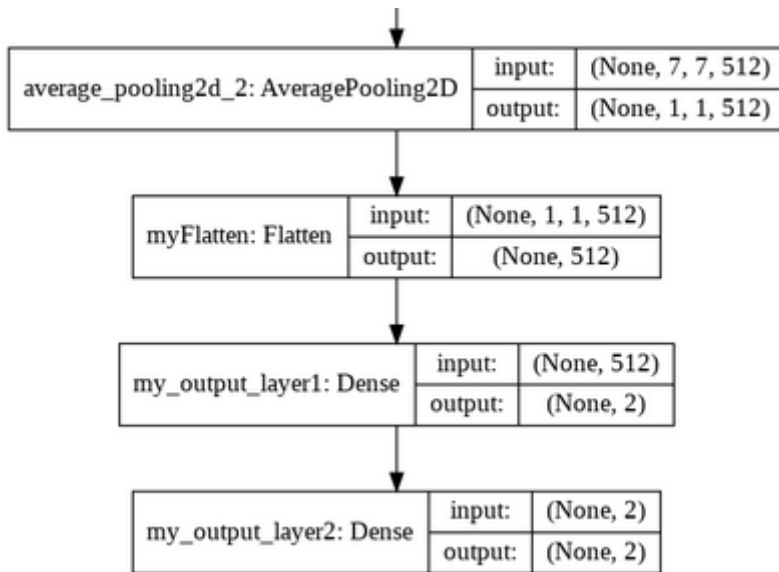 average_pooling2d_2: AveragePooling2D
input:
(None, 7, 7, 512)
output:
(None, 1, 1, 512)
myFlatten: Flatten
input:
(None, 1, 1, 512)
output:
(None, 512)
my_output_layer1: Dense
input:
(None, 512)
output:
(None, 2)
my_output_layer2: Dense
input:
(None, 2)
output:
(None, 2)